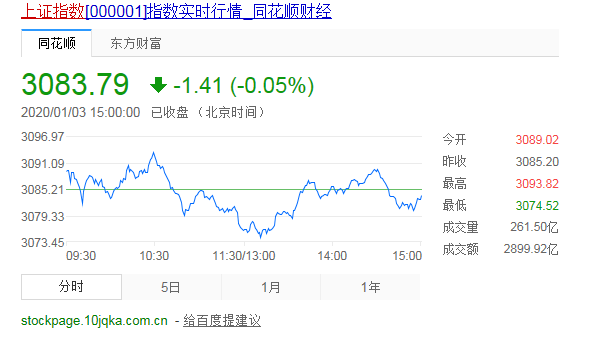 上证指数[000001]指数实时行情_同花顺财经
同花顺 东方财富
3083.79 -1.41 (-0.05%)
2020/01/03 15:00:00 已收盘 （北京时间）
3096.97
3091.09
3085.21
3079.33
3073.45
09:30 10:30 11:30/13:00 14:00 15:00
今开 3089.02
昨收 3085.20
最高 3093.82
最低 3074.52
成交量 261.50亿
成交额 2899.92亿
分时 5日 1月 1年
stockpage.10jqka.com.cn - 给百度提建议